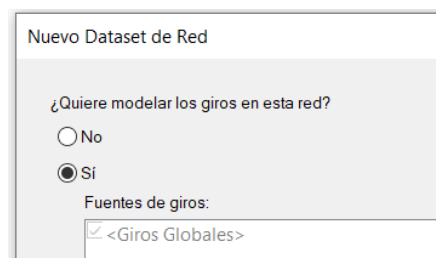 Nuevo Dataset de Red
¿Quiere modelar los giros en esta red?
No
Sí
Fuentes de giros:
<Giros Globales>